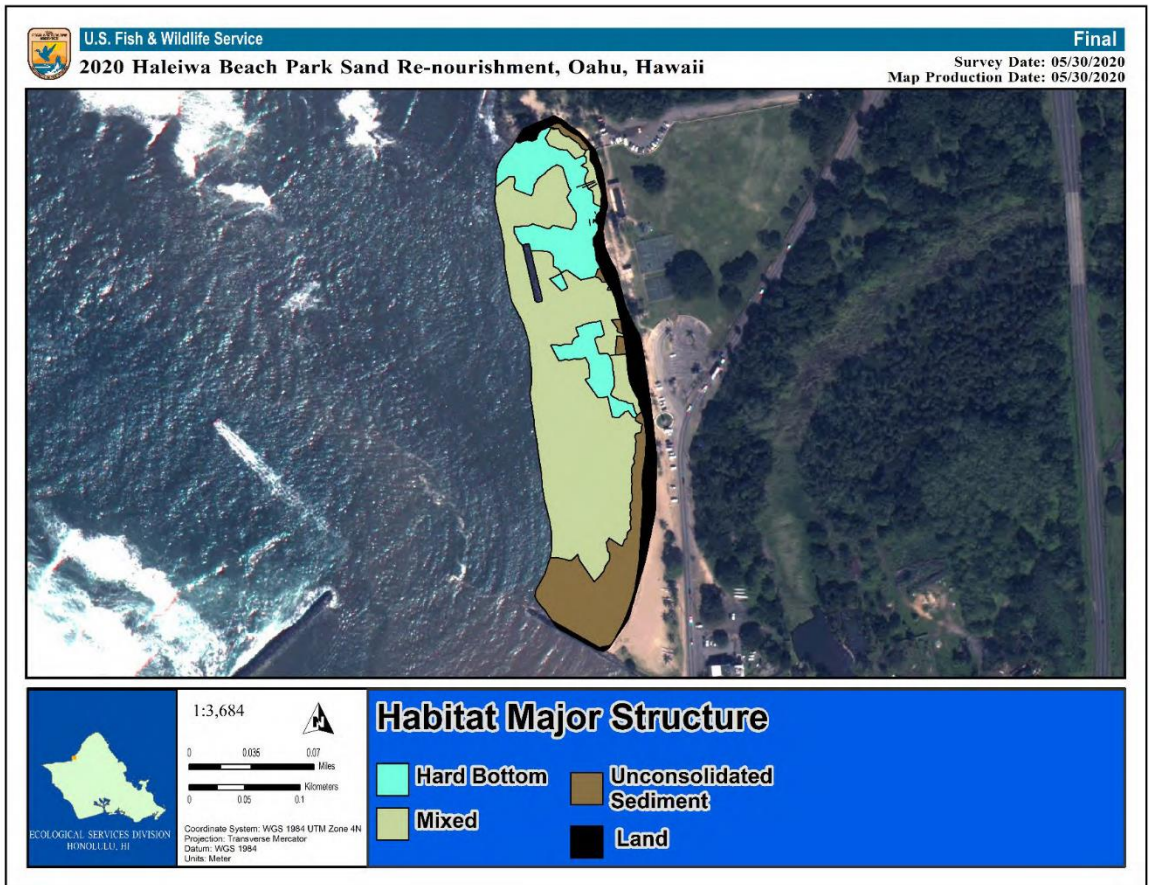 U.S. Fish & Wildlife Service
Final
2020 Haleiwa Beach Park Sand Re-nourishment, Oahu, Hawaii
Survey Date: 05/30/2020
Map Production Date: 05/30/2020
ECOLOGICAL SERVICES DIVISION
HONOLULU, HI
1:3,684
N
0 0.035 0.07
Miles
Kilometers
0 0.05 0.1
Coordinate System: WGS 1984 UTM Zone 4N
Projection: Transverse Mercator
Datum: WGS 1984
Units: Meter
Habitat Major Structure
Hard Bottom
Mixed
Unconsolidated
Sediment
Land